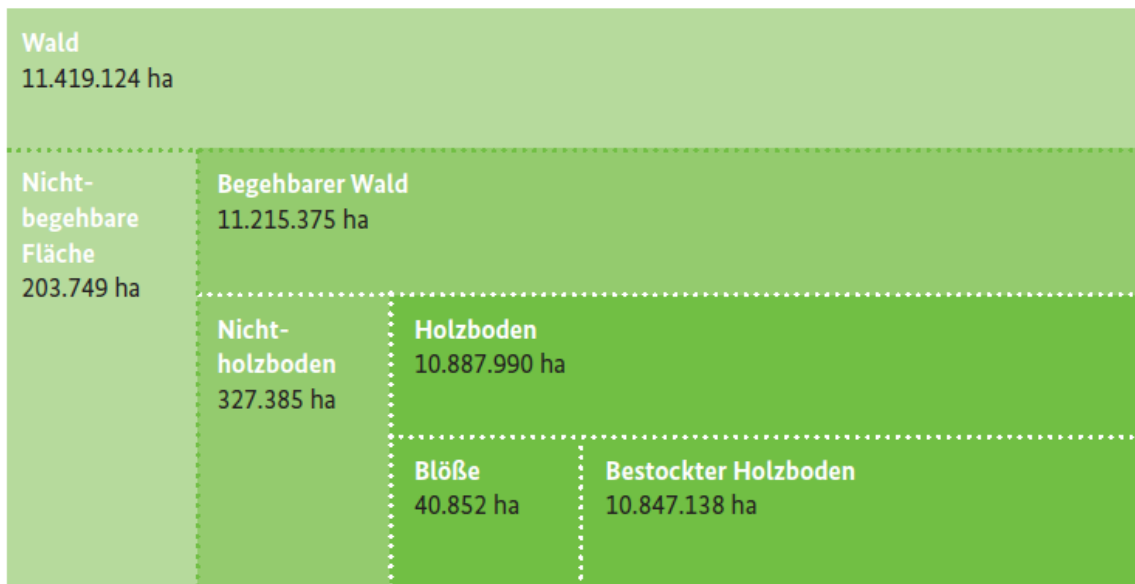 Wald
11.419.124 ha
Nicht-
begehbare
Fläche
203.749 ha
Begehbarer Wald
11.215.375 ha
Nicht-
holzboden
327.385 ha
Holzboden
10.887.990 ha
Blöße
40.852 ha
Bestockter Holzboden
10.847.138 ha